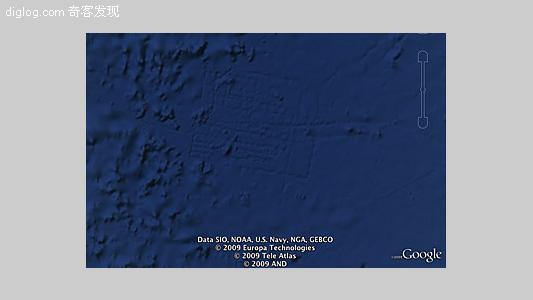 diglog.com 奇客发现
Data SIO, NOAA, U.S. Navy, NGA, GEBCO
© 2009 Europa Technologies
© 2009 Tele Atlas
© 2009 AND
Google